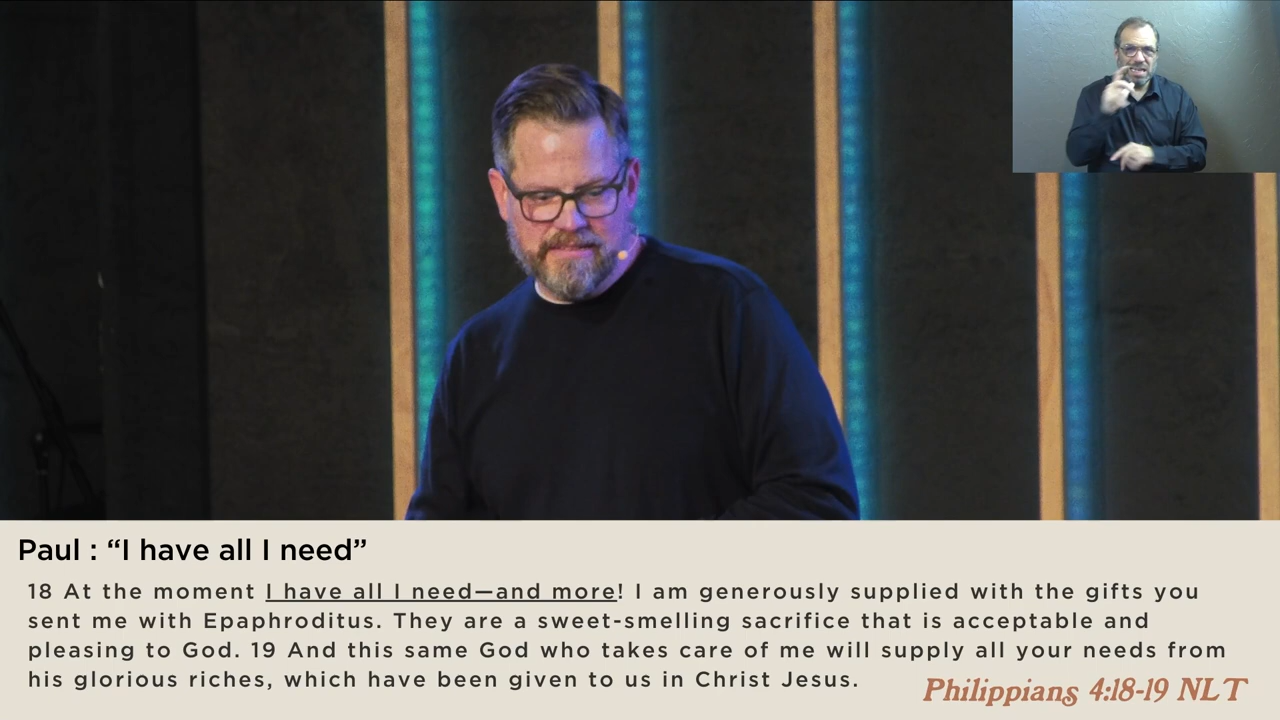 Paul : “I have all I need”
18 At the moment I have all I need—and more! I am generously supplied with the gifts you
sent me with Epaphroditus. They are a sweet-smelling sacrifice that is acceptable and
pleasing to God. 19 And this same God who takes care of me will supply all your needs from
his glorious riches, which have been given to us in Christ Jesus.
Philippians 4:18-19 NLT